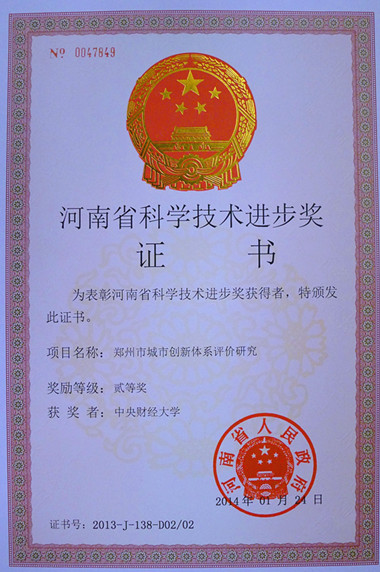 № 0047849
河南省科学技术进步奖
证 书
为表彰河南省科学技术进步奖获得者，特颁发
此证书。
项目名称： 郑州市城市创新体系评价研究
奖励等级： 贰等奖
获 奖 者： 中央财经大学
河南省人民政府
2014年 01 月 21 日
证书号： 2013-J-138-D02/02